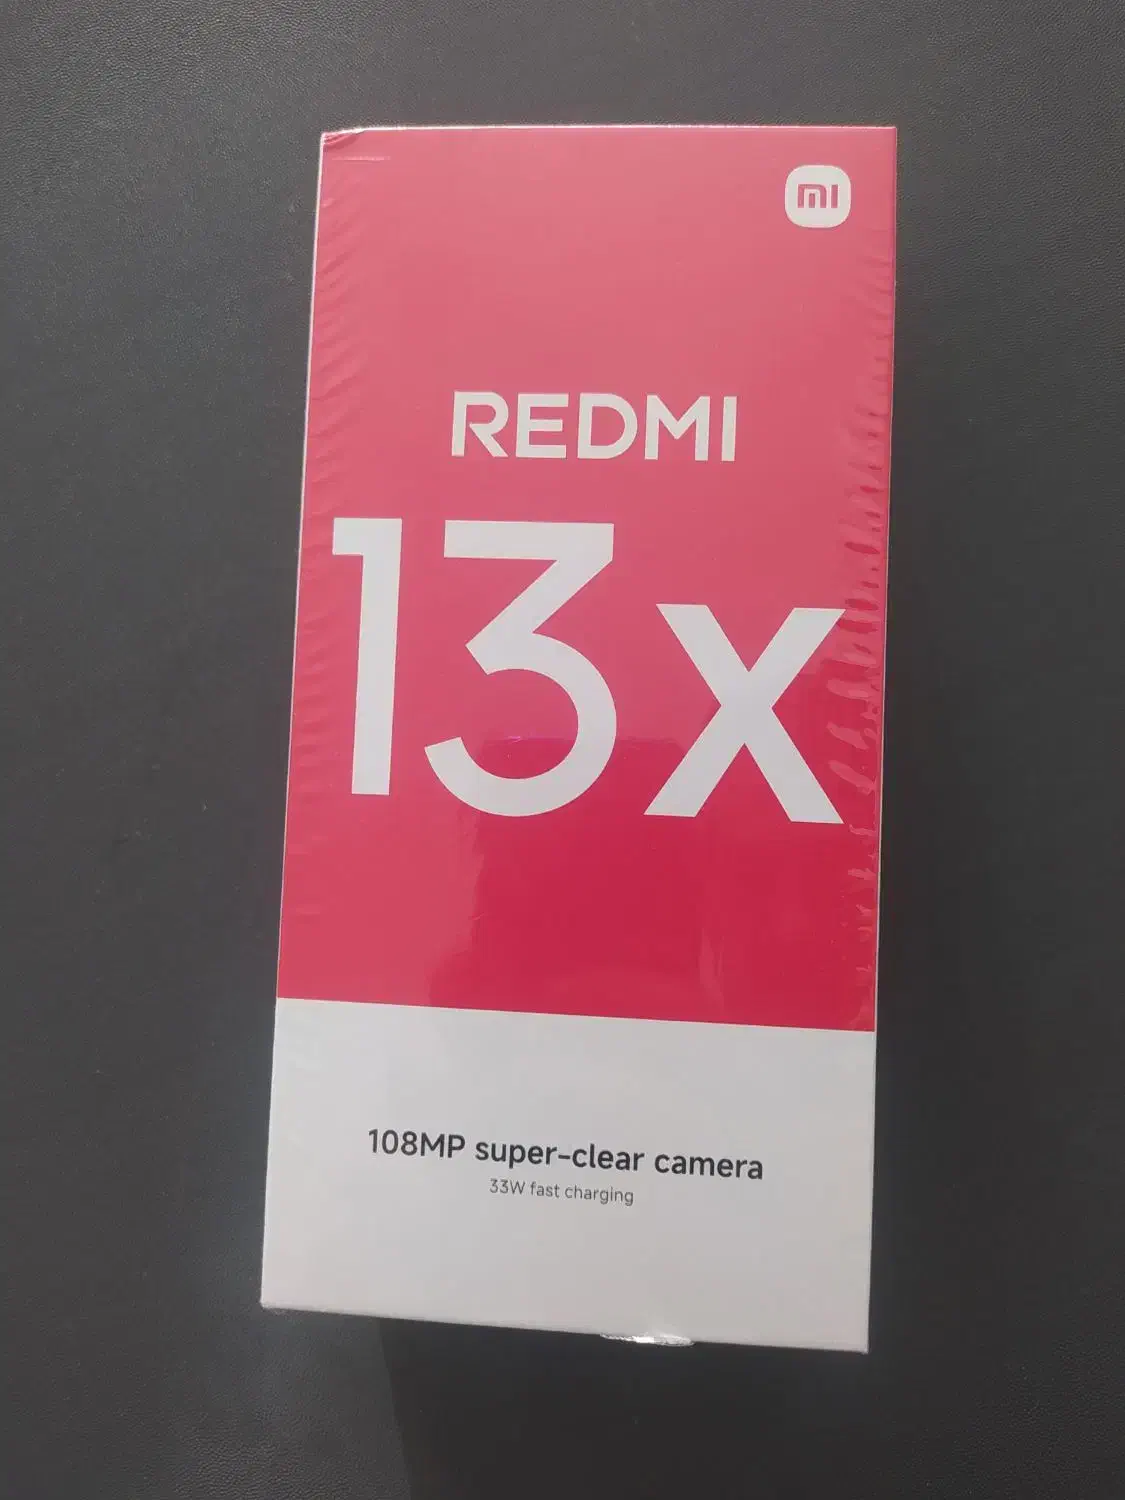 mi
REDMI
13x
108MP super-clear camera
33W fast charging